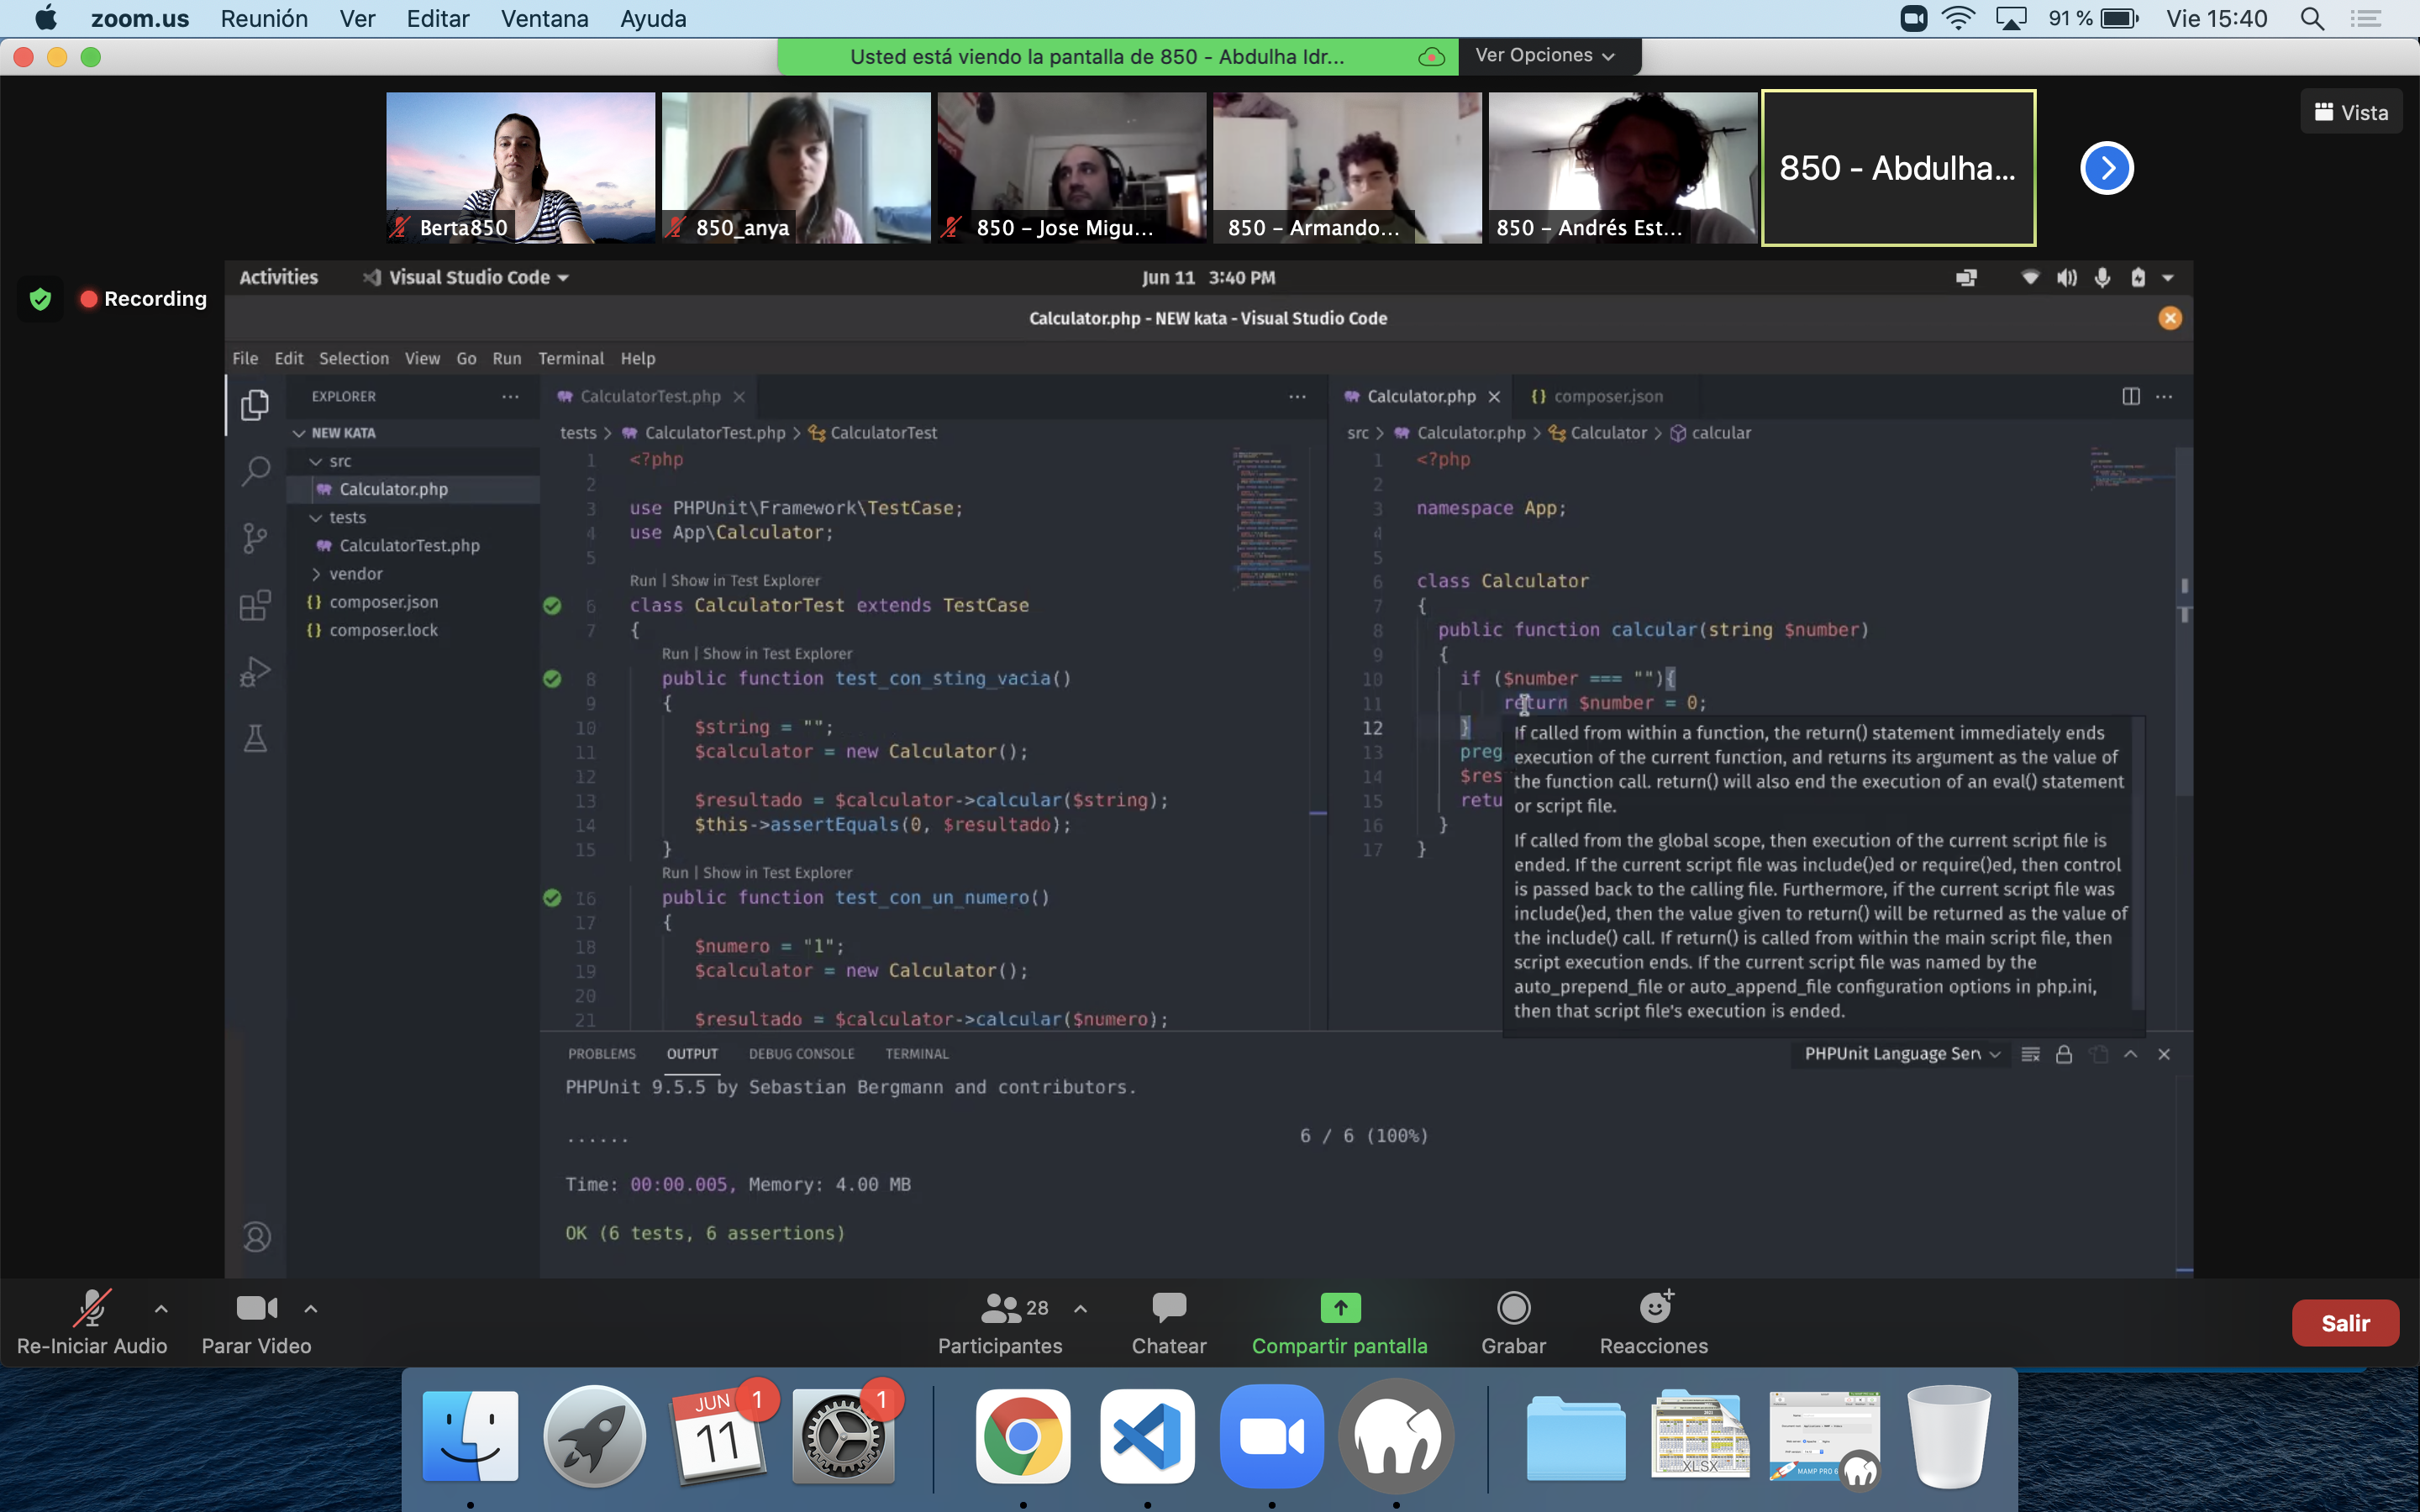 zoom.us Reunión Ver Editar Ventana Ayuda 91 % Vie 15:40
Usted está viendo la pantalla de 850 - Abdulha Idr... Ver Opciones
Vista
850 - Abdulha...
Berta850
850_anya
850 – Jose Migu...
850 – Armando...
850 – Andrés Est...
Recording
Activities Visual Studio Code Jun 11 3:40 PM
Calculator.php - NEW kata - Visual Studio Code
File Edit Selection View Go Run Terminal Help
EXPLORER ...
NEW KATA
src
Calculator.php
tests
CalculatorTest.php
vendor
{} composer.json
{} composer.lock
CalculatorTest.php ...
tests > CalculatorTest.php > CalculatorTest
1 <?php
2
3 use PHPUnit\Framework\TestCase;
4 use App\Calculator;
5
Run | Show in Test Explorer
6 class CalculatorTest extends TestCase
7 {
Run | Show in Test Explorer
8 public function test_con_sting_vacia()
9 {
10 $string = "";
11 $calculator = new Calculator();
12
13 $resultado = $calculator->calcular($string);
14 $this->assertEquals(0, $resultado);
15 }
Run | Show in Test Explorer
16 public function test_con_un_numero()
17 {
18 $numero = "1";
19 $calculator = new Calculator();
20
21 $resultado = $calculator->calcular($numero);
Calculator.php {} composer.json ...
src > Calculator.php > Calculator > calcular
1 <?php
2
3 namespace App;
4
5
6 class Calculator
7 {
8 public function calcular(string $number)
9 {
10 if ($number === ""){
11 return $number = 0;
12 }
13 preg
14 $res
15 retu
16 }
17 }
If called from within a function, the return() statement immediately ends
execution of the current function, and returns its argument as the value of
the function call. return() will also end the execution of an eval() statement
or script file.
If called from the global scope, then execution of the current script file is
ended. If the current script file was include()ed or require()ed, then control
is passed back to the calling file. Furthermore, if the current script file was
include()ed, then the value given to return() will be returned as the value of
the include() call. If return() is called from within the main script file, then
script execution ends. If the current script file was named by the
auto_prepend_file or auto_append_file configuration options in php.ini,
then that script file's execution is ended.
PROBLEMS OUTPUT DEBUG CONSOLE TERMINAL PHPUnit Language Serv
PHPUnit 9.5.5 by Sebastian Bergmann and contributors.
...... 6 / 6 (100%)
Time: 00:00.005, Memory: 4.00 MB
OK (6 tests, 6 assertions)
Re-Iniciar Audio
Parar Video
28
Participantes
Chatear
Compartir pantalla
Grabar
Reacciones
Salir
JUN 1
11
1
XLSX
MAMP PRO 6